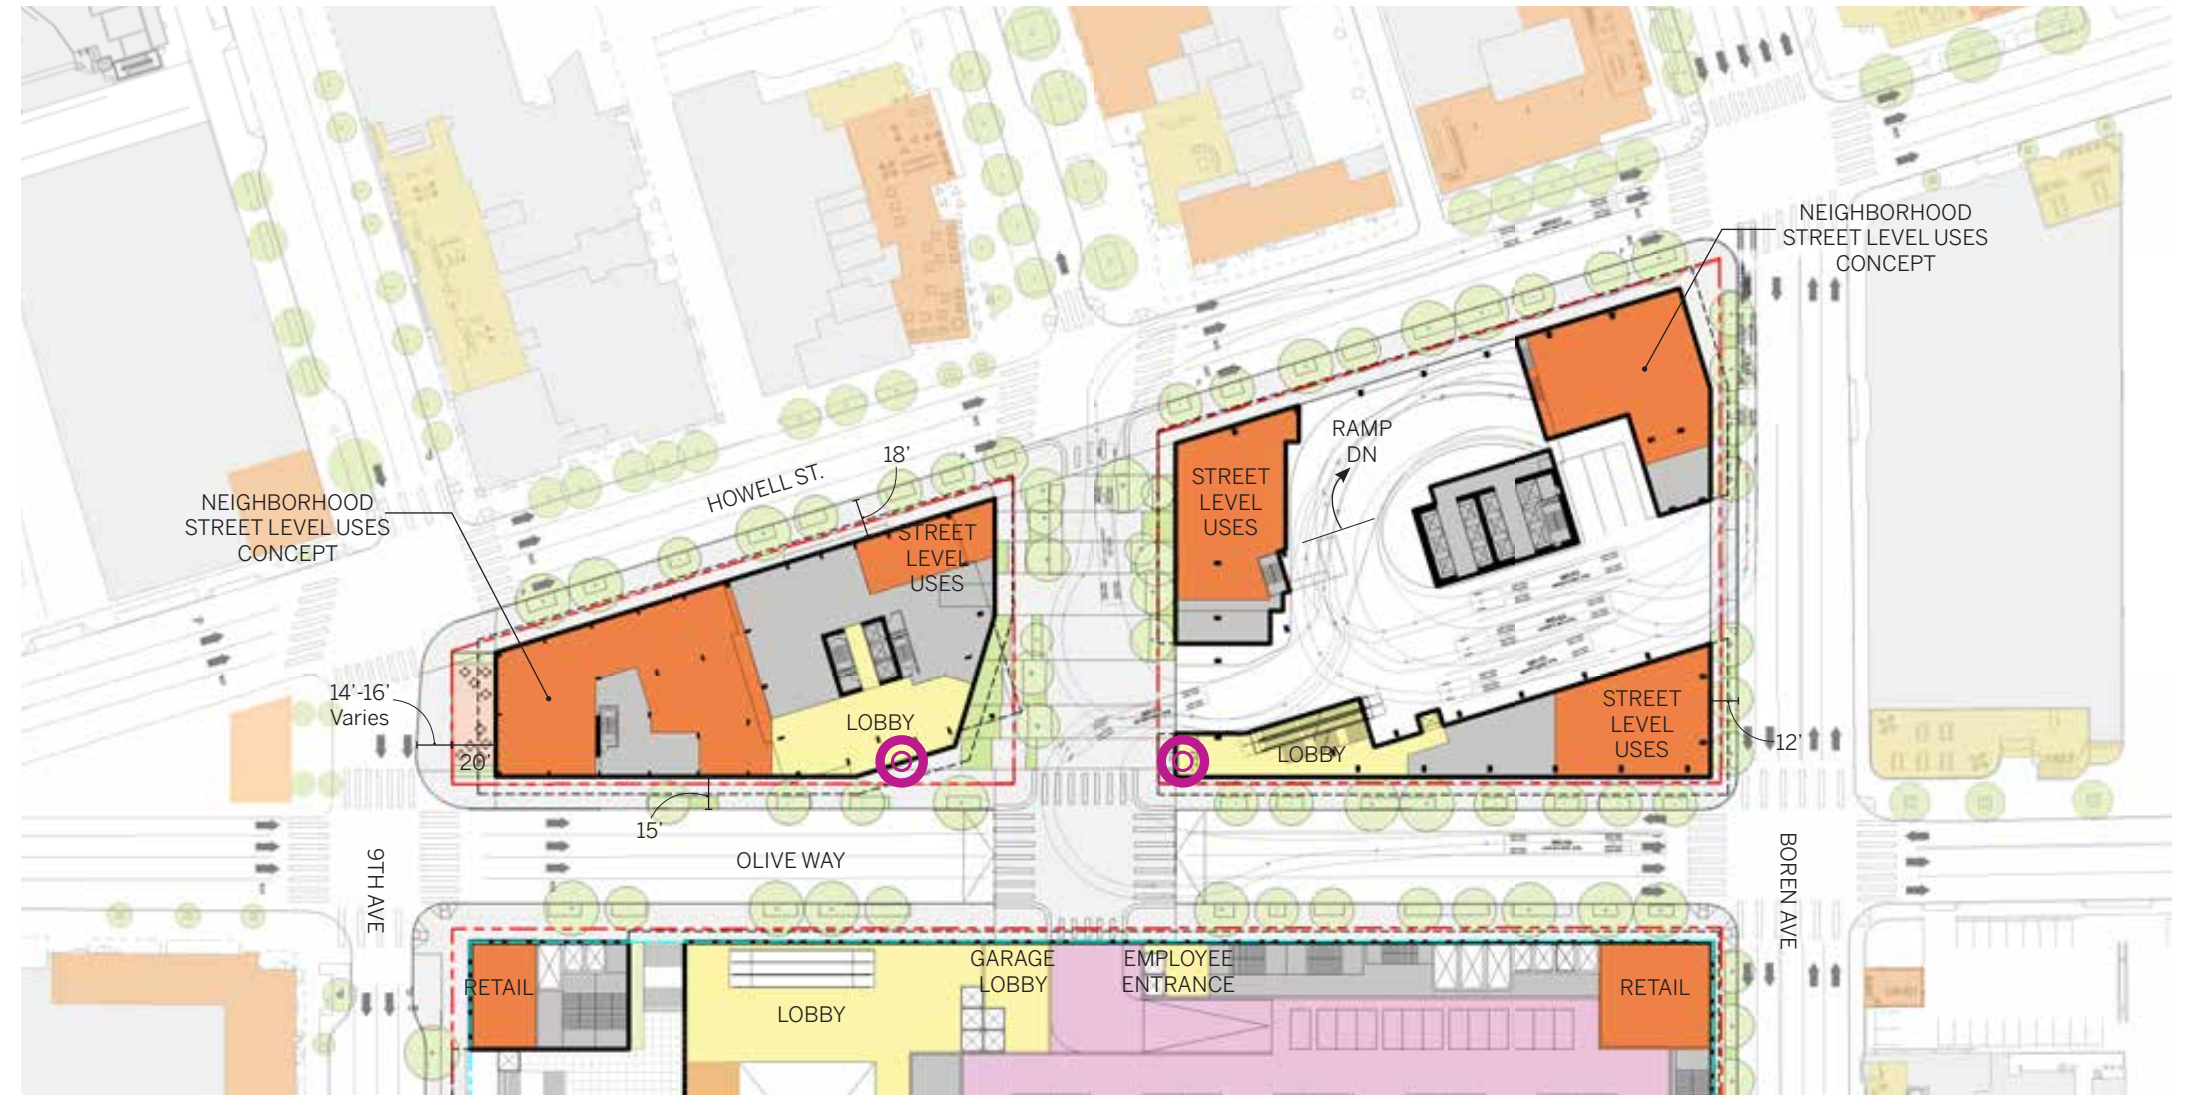 NEIGHBORHOOD
STREET LEVEL USES
CONCEPT
RAMP
DN
18'
HOWELL ST.
STREET
LEVEL
USES
NEIGHBORHOOD
STREET LEVEL USES
CONCEPT
STREET
LEVEL
USES
14'-16'
Varies
20'
LOBBY
LOBBY
STREET
LEVEL
USES
12'
15'
OLIVE WAY
9TH AVE
BOREN AVE
RETAIL
LOBBY
GARAGE
LOBBY
EMPLOYEE
ENTRANCE
RETAIL